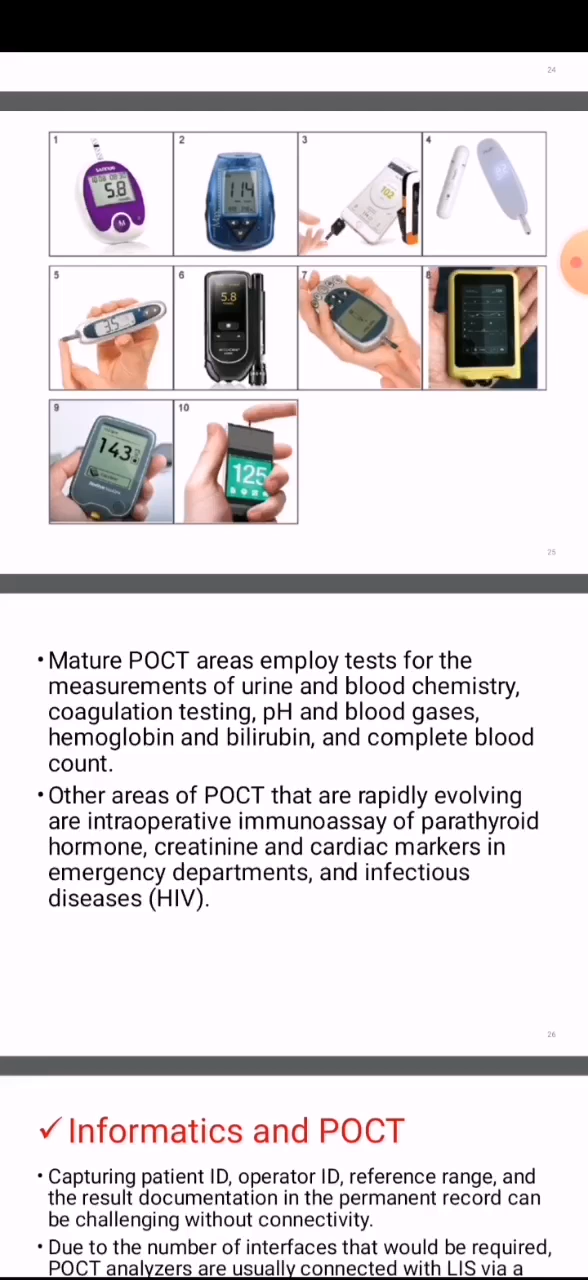 24
1
2
3
4
5.8
114
102
5
6
7
8
3.5
5.8
9
10
143
125
25
• Mature POCT areas employ tests for the
measurements of urine and blood chemistry,
coagulation testing, pH and blood gases,
hemoglobin and bilirubin, and complete blood
count.
• Other areas of POCT that are rapidly evolving
are intraoperative immunoassay of parathyroid
hormone, creatinine and cardiac markers in
emergency departments, and infectious
diseases (HIV).
26
✓ Informatics and POCT
• Capturing patient ID, operator ID, reference range, and
the result documentation in the permanent record can
be challenging without connectivity.
• Due to the number of interfaces that would be required,
POCT analyzers are usually connected with LIS via a